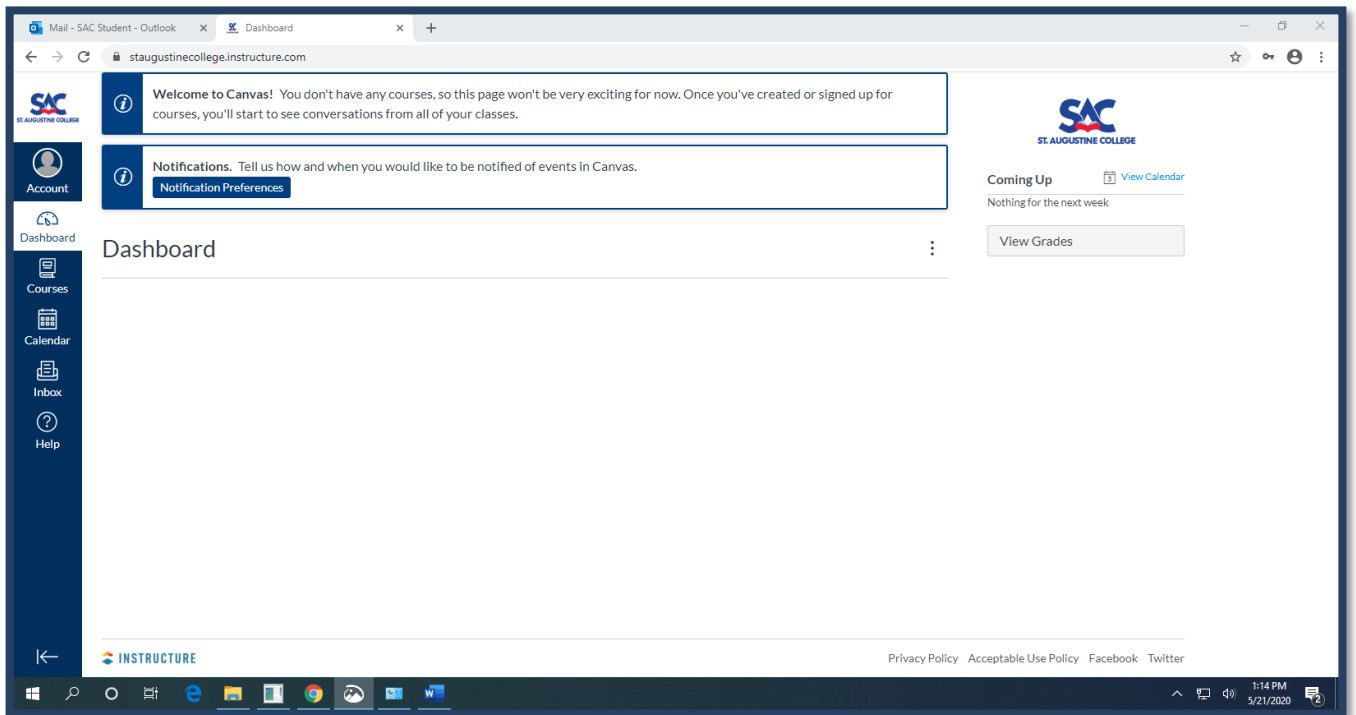 Mail - SAC Student - Outlook
Dashboard
staugustinecollege.instructure.com
SAC
ST. AUGUSTINE COLLEGE
Account
Dashboard
Courses
Calendar
Inbox
Help
Welcome to Canvas! You don't have any courses, so this page won't be very exciting for now. Once you've created or signed up for
courses, you'll start to see conversations from all of your classes.
Notifications. Tell us how and when you would like to be notified of events in Canvas.
Notification Preferences
Dashboard
SAC
ST. AUGUSTINE COLLEGE
Coming Up
3 View Calendar
Nothing for the next week
View Grades
INSTRUCTURE
Privacy Policy Acceptable Use Policy Facebook Twitter
1:14 PM
5/21/2020
2